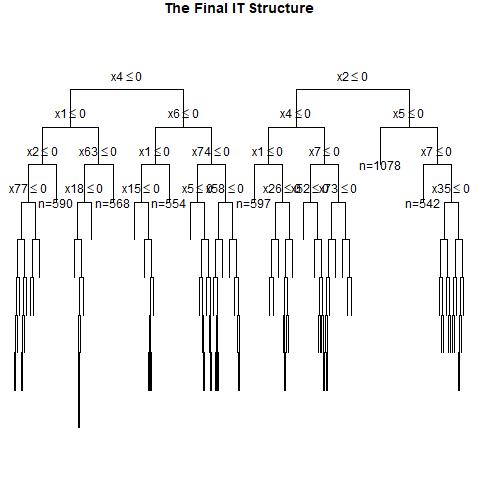 The Final IT Structure
x4 ≤ 0
x2 ≤ 0
x1 ≤ 0
x6 ≤ 0
x4 ≤ 0
x5 ≤ 0
x2 ≤ 0
x63 ≤ 0
x1 ≤ 0
x74 ≤ 0
x1 ≤ 0
x7 ≤ 0
n=1078
x7 ≤ 0
x77 ≤ 0
n=590
x18 ≤ 0
n=568
x15 ≤ 0
n=554
x5 ≤ 0
x58 ≤ 0
n=597
x26 ≤ 0
x52 ≤ 0
x73 ≤ 0
n=542
x35 ≤ 0